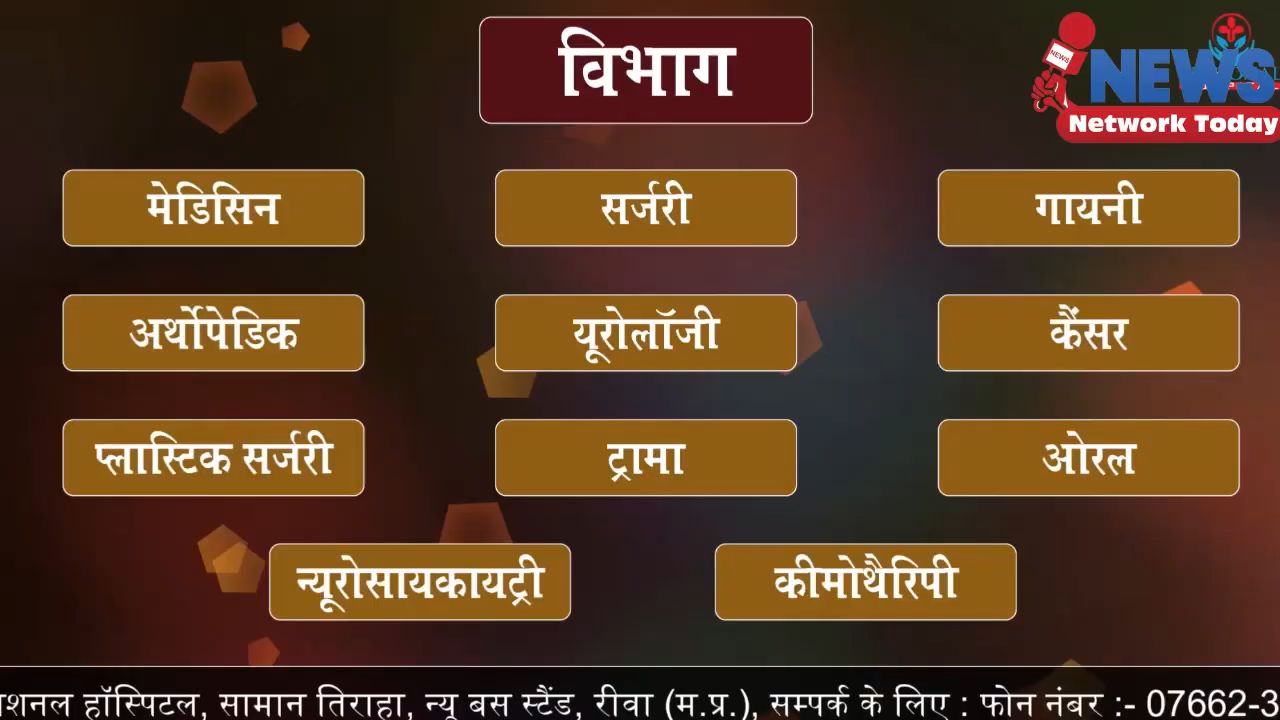 विभाग
NEWS
NEWS
Network Today
मेडिसिन
सर्जरी
गायनी
अर्थोपेडिक
यूरोलॉजी
कैंसर
प्लास्टिक सर्जरी
ट्रामा
ओरल
न्यूरोसायकायट्री
कीमोथैरिपी
हॉस्पिटल, सामान तिराहा, न्यू बस स्टैंड, रीवा (म.प्र.), सम्पर्क के लिए : फोन नंबर :- 07662-3